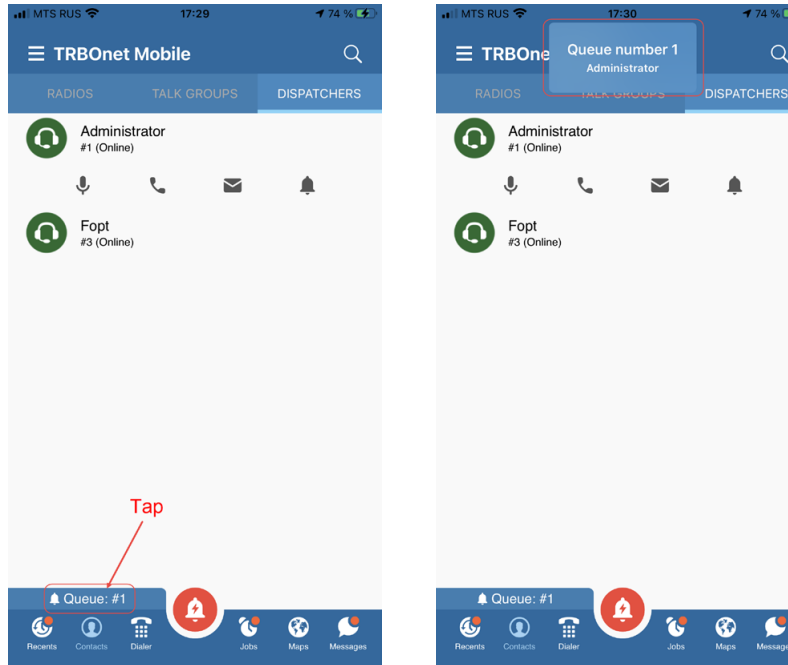 MTS RUS 17:29 74 %
TRBOnet Mobile
RADIOS TALK GROUPS DISPATCHERS
Administrator
#1 (Online)
Fopt
#3 (Online)
Tap
Queue: #1
Recents Contacts Dialer Jobs Maps Messages
MTS RUS 17:30 74 %
TRBOne
Queue number 1
Administrator
RADIOS TALK GROUPS DISPATCHERS
Administrator
#1 (Online)
Fopt
#3 (Online)
Queue: #1
Recents Contacts Dialer Jobs Maps Message